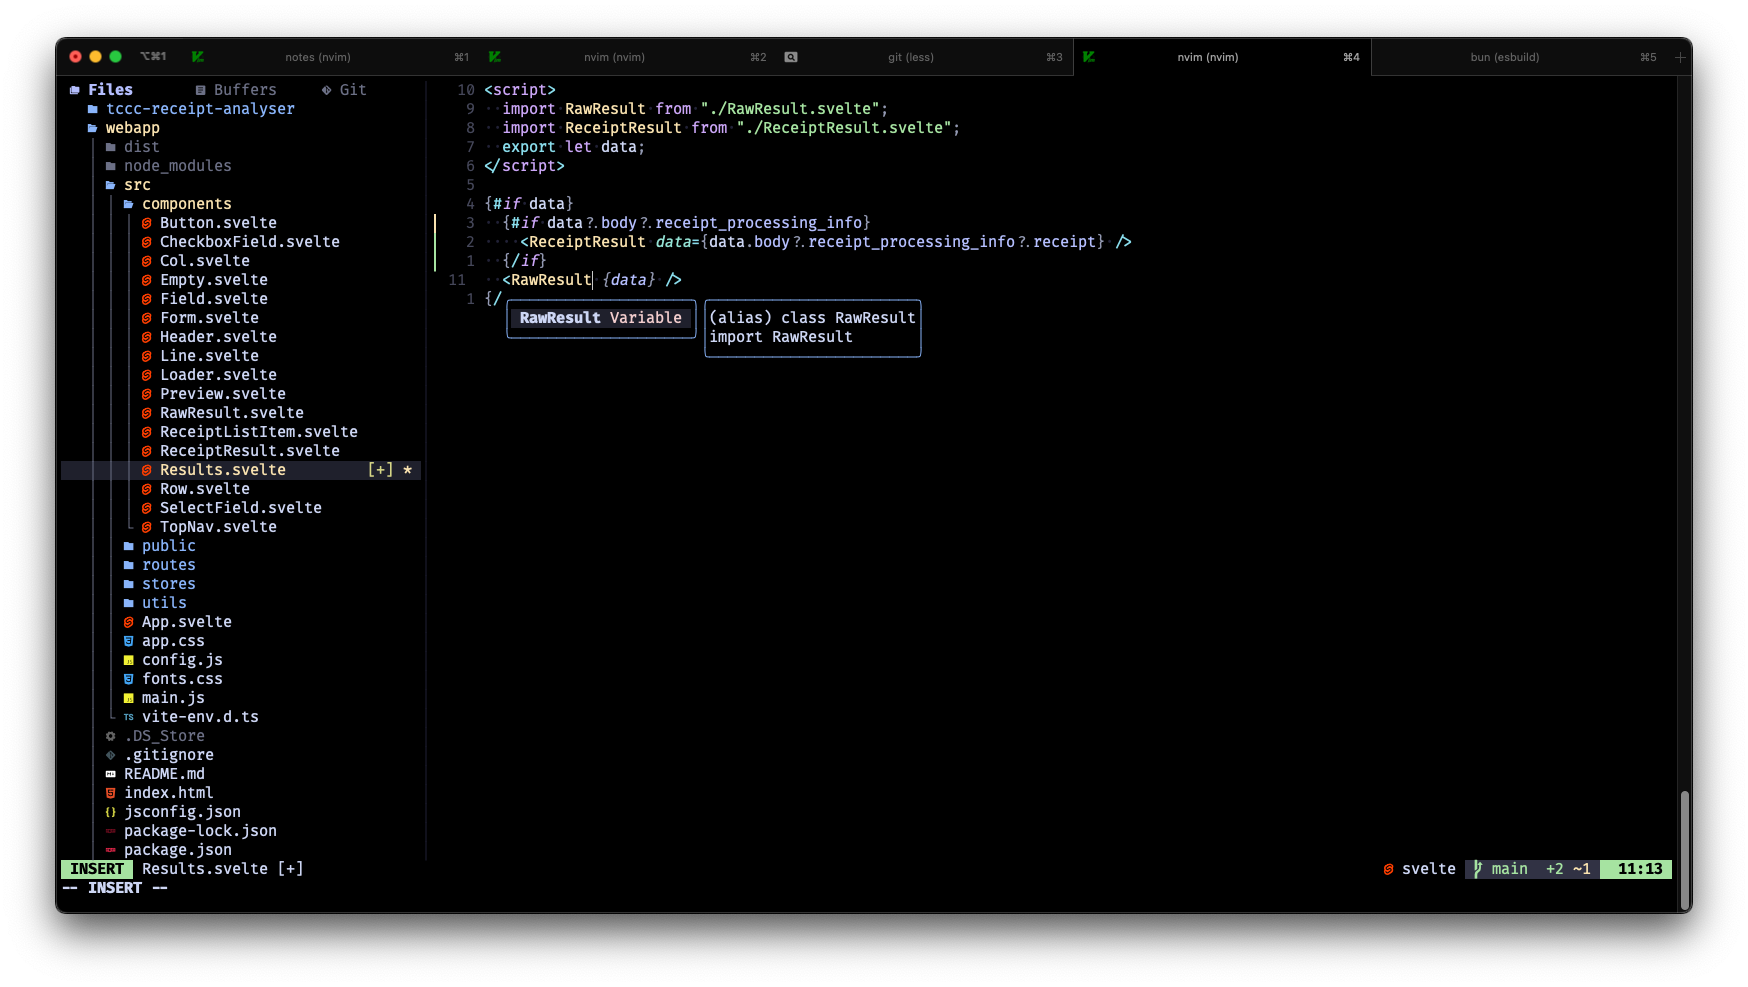 ⌥⌘1 notes (nvim) ⌘1 nvim (nvim) ⌘2 git (less) ⌘3 nvim (nvim) ⌘4 bun (esbuild) ⌘5 +
Files Buffers Git
tccc-receipt-analyser
webapp
dist
node_modules
src
components
Button.svelte
CheckboxField.svelte
Col.svelte
Empty.svelte
Field.svelte
Form.svelte
Header.svelte
Line.svelte
Loader.svelte
Preview.svelte
RawResult.svelte
ReceiptListItem.svelte
ReceiptResult.svelte
Results.svelte [+] *
Row.svelte
SelectField.svelte
TopNav.svelte
public
routes
stores
utils
App.svelte
app.css
JS config.js
fonts.css
JS main.js
TS vite-env.d.ts
.DS_Store
.gitignore
README.md
index.html
{} jsconfig.json
package-lock.json
package.json
10 <script>
9 import RawResult from "./RawResult.svelte";
8 import ReceiptResult from "./ReceiptResult.svelte";
7 export let data;
6 </script>
5
4 {#if data}
3 {#if data?.body?.receipt_processing_info}
2 <ReceiptResult data={data.body?.receipt_processing_info?.receipt} />
1 {/if}
11 <RawResult {data} />
1 {/
RawResult Variable
(alias) class RawResult
import RawResult
INSERT Results.svelte [+] svelte main +2 ~1 11:13
-- INSERT --